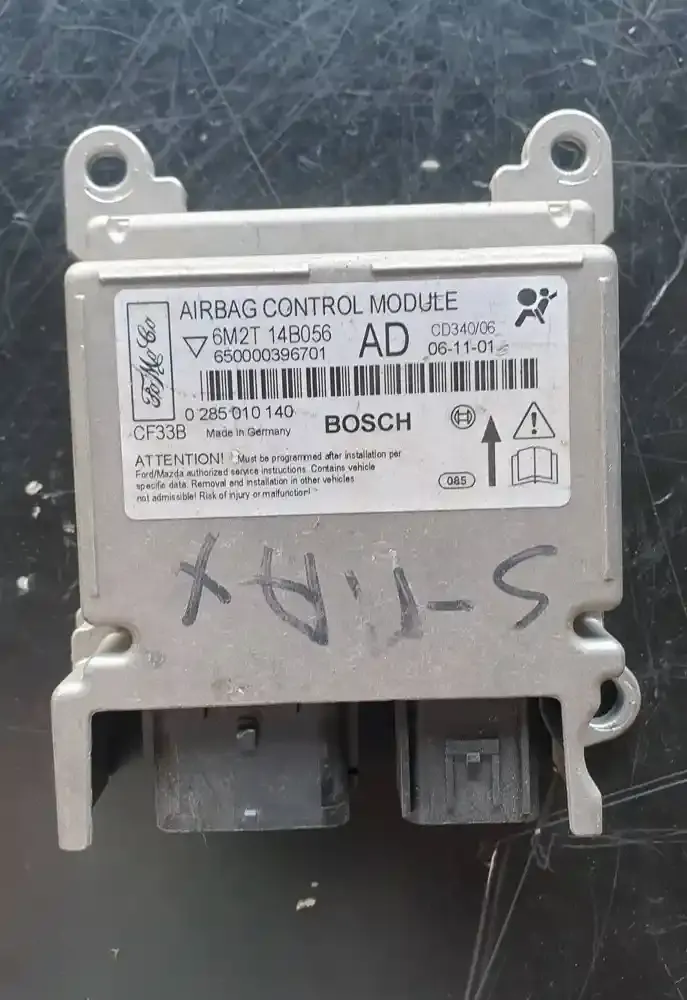 AIRBAG CONTROL MODULE
FoMoCo
6M2T 14B056 AD CD340/06
650000396701 06-11-01
0 285 010 140 BOSCH
CF33B Made in Germany
ATTENTION! Must be programmed after installation per
Ford/Mazda authorized service instructions. Contains vehicle
specific data. Removal and installation in other vehicles
not admissible! Risk of injury or malfunction!
085